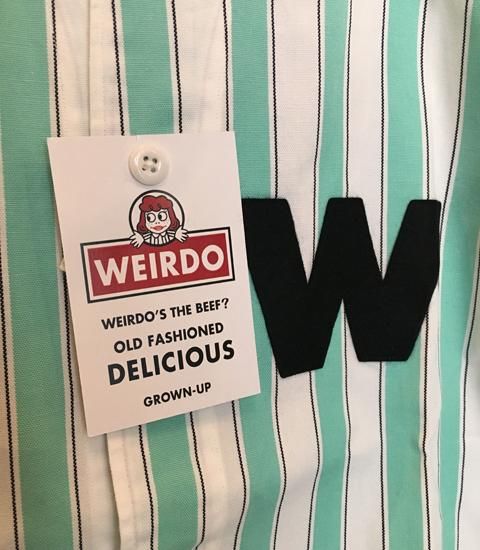 WEIRDO
WEIRDO'S THE BEEF?
OLD FASHIONED
DELICIOUS
GROWN-UP
W